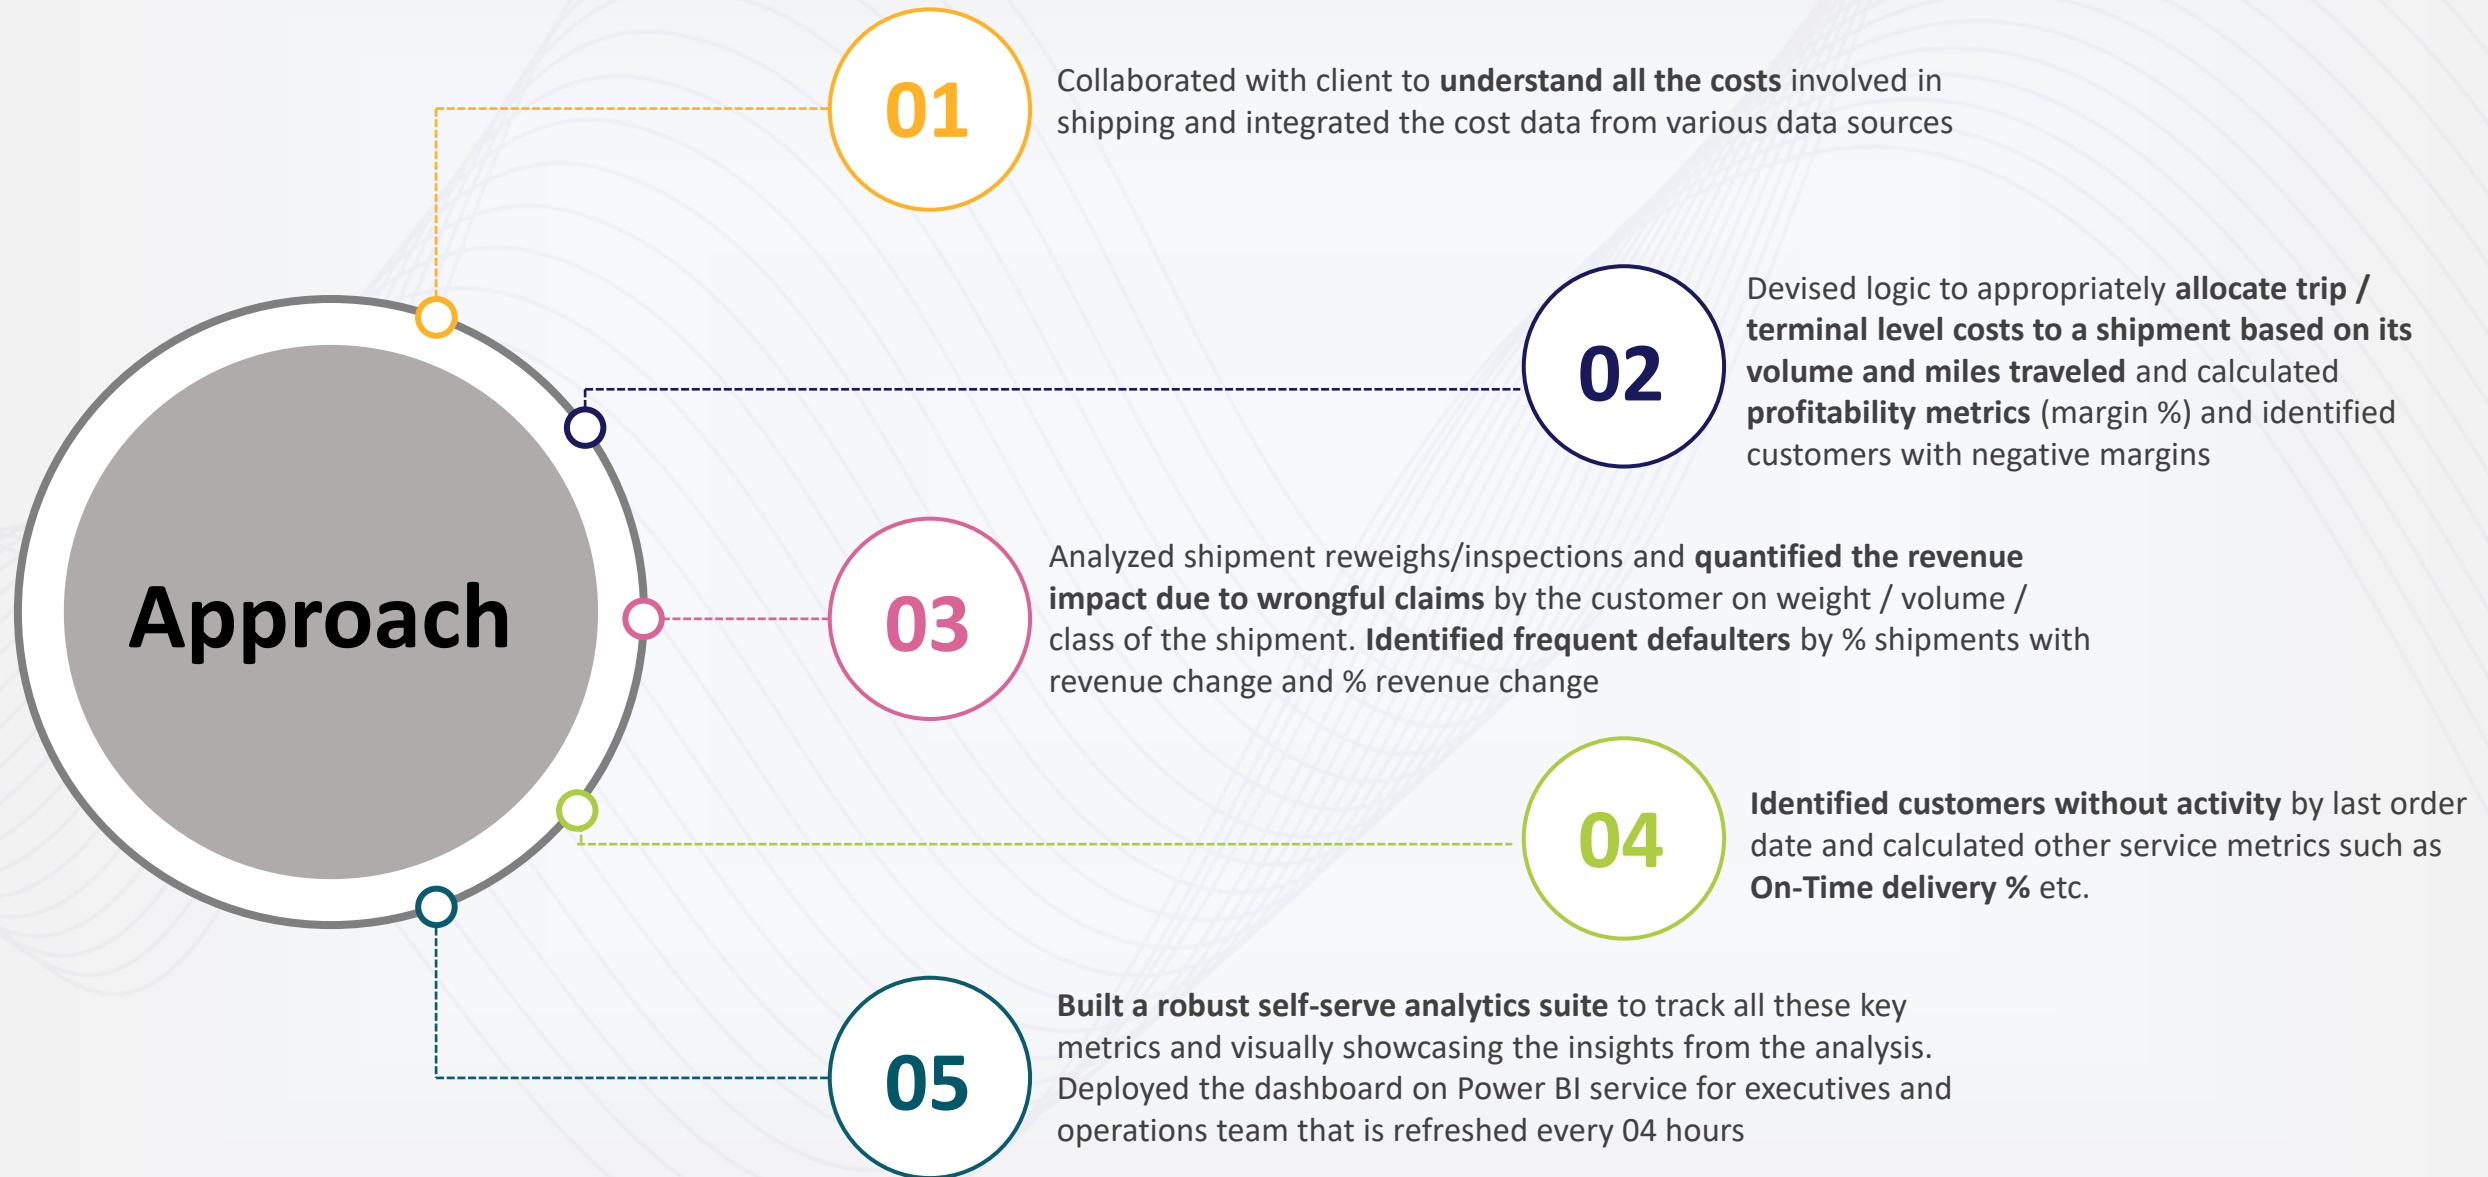 Approach
01
Collaborated with client to understand all the costs involved in
shipping and integrated the cost data from various data sources
02
Devised logic to appropriately allocate trip /
terminal level costs to a shipment based on its
volume and miles traveled and calculated
profitability metrics (margin %) and identified
customers with negative margins
03
Analyzed shipment reweighs/inspections and quantified the revenue
impact due to wrongful claims by the customer on weight / volume /
class of the shipment. Identified frequent defaulters by % shipments with
revenue change and % revenue change
04
Identified customers without activity by last order
date and calculated other service metrics such as
On-Time delivery % etc.
05
Built a robust self-serve analytics suite to track all these key
metrics and visually showcasing the insights from the analysis.
Deployed the dashboard on Power BI service for executives and
operations team that is refreshed every 04 hours